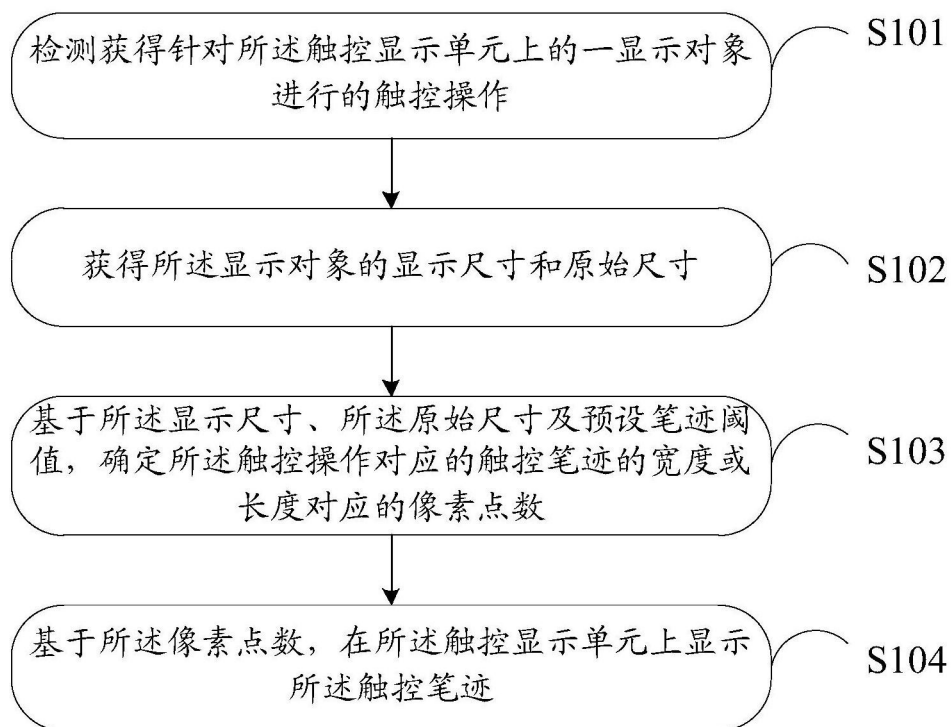 检测获得针对所述触控显示单元上的一显示对象
进行的触控操作
S101
获得所述显示对象的显示尺寸和原始尺寸
S102
基于所述显示尺寸、所述原始尺寸及预设笔迹阈
值，确定所述触控操作对应的触控笔迹的宽度或
长度对应的像素点数
S103
基于所述像素点数，在所述触控显示单元上显示
所述触控笔迹
S104